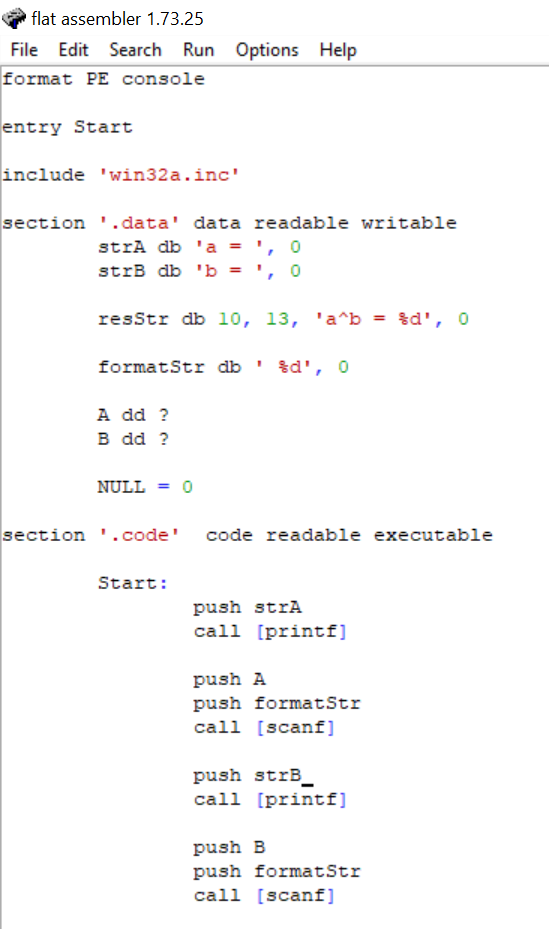 flat assembler 1.73.25
File Edit Search Run Options Help
format PE console
entry Start
include 'win32a.inc'
section '.data' data readable writable
strA db 'a = ', 0
strB db 'b = ', 0
resStr db 10, 13, 'a^b = %d', 0
formatStr db ' %d', 0
A dd ?
B dd ?
NULL = 0
section '.code'  code readable executable
Start:
push strA
call [printf]
push A
push formatStr
call [scanf]
push strB
call [printf]
push B
push formatStr
call [scanf]